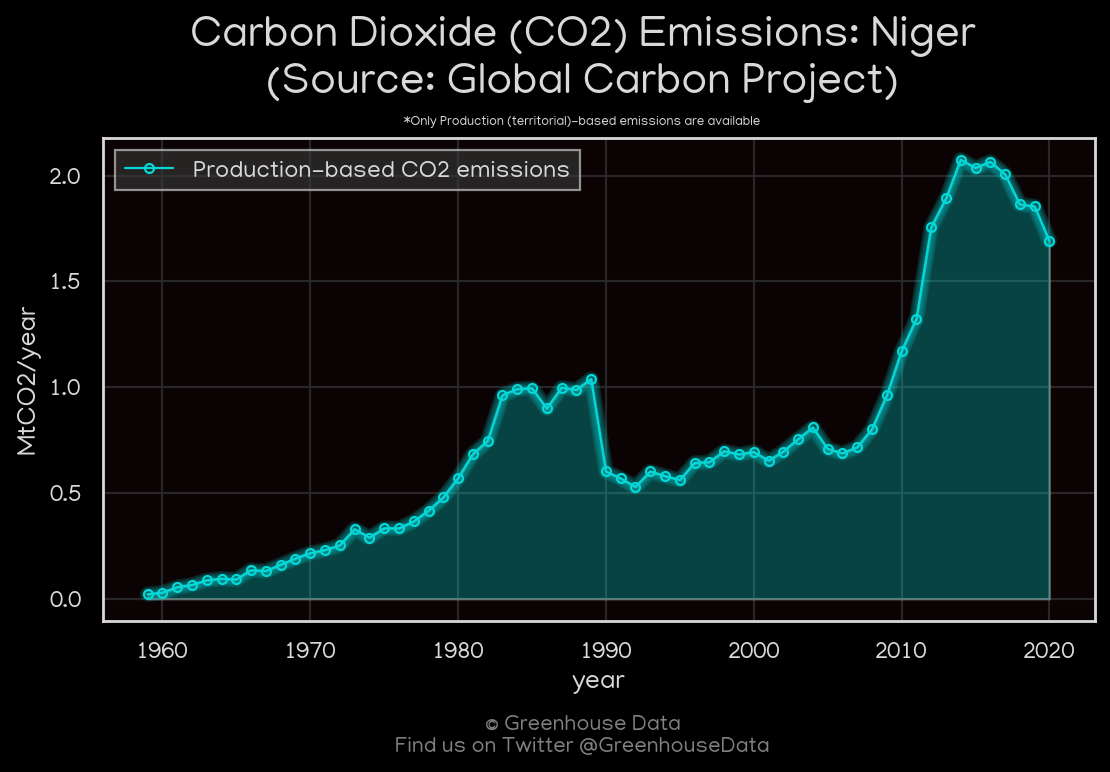 Carbon Dioxide (CO2) Emissions: Niger
(Source: Global Carbon Project)
*Only Production (territorial)-based emissions are available
Production-based CO2 emissions
2.0
1.5
1.0
0.5
0.0
MtCO2/year
1960 1970 1980 1990 2000 2010 2020
year
© Greenhouse Data
Find us on Twitter @GreenhouseData